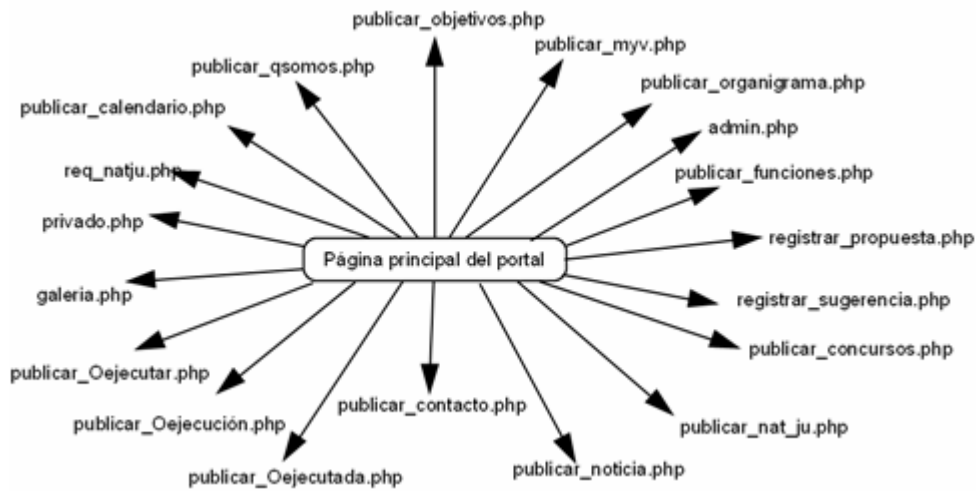 publicar_objetivos.php
publicar_myv.php
publicar_qsomos.php
publicar_organigrama.php
publicar_calendario.php
admin.php
req_natju.php
publicar_funciones.php
privado.php
registrar_propuesta.php
Página principal del portal
galeria.php
registrar_sugerencia.php
publicar_concursos.php
publicar_Oejecutar.php
publicar_contacto.php
publicar_Oejecución.php
publicar_nat_ju.php
publicar_Oejecutada.php
publicar_noticia.php